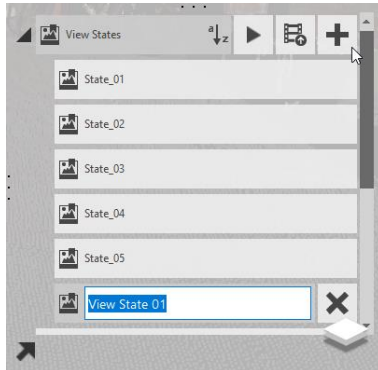 View States
a
z
State_01
State_02
State_03
State_04
State_05
View State 01